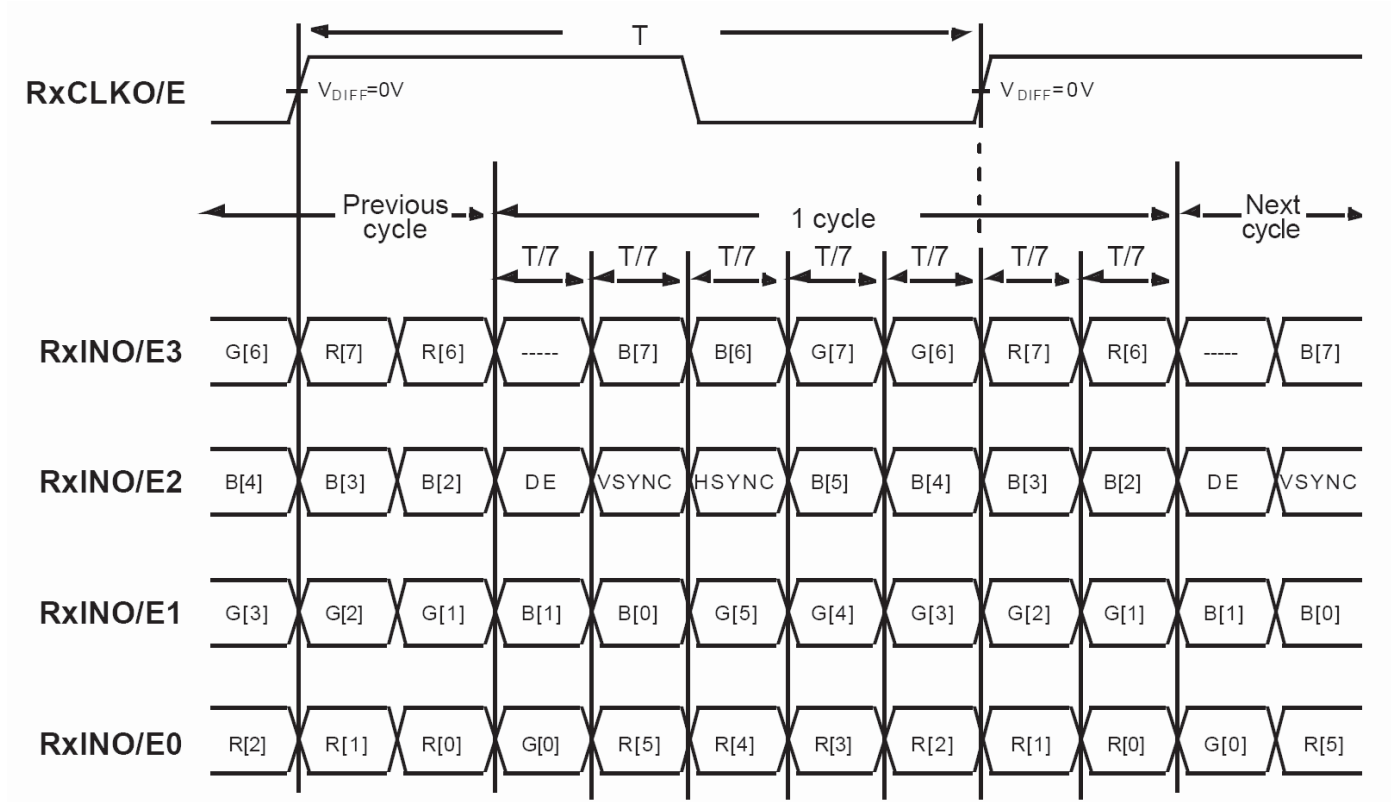 T
RxCLKO/E VDIFF=0V VDIFF=0V
Previous cycle 1 cycle Next cycle
T/7 T/7 T/7 T/7 T/7 T/7 T/7
RxINO/E3 G[6] R[7] R[6] ----- B[7] B[6] G[7] G[6] R[7] R[6] ----- B[7]
RxINO/E2 B[4] B[3] B[2] DE VSYNC HSYNC B[5] B[4] B[3] B[2] DE VSYNC
RxINO/E1 G[3] G[2] G[1] B[1] B[0] G[5] G[4] G[3] G[2] G[1] B[1] B[0]
RxINO/E0 R[2] R[1] R[0] G[0] R[5] R[4] R[3] R[2] R[1] R[0] G[0] R[5]